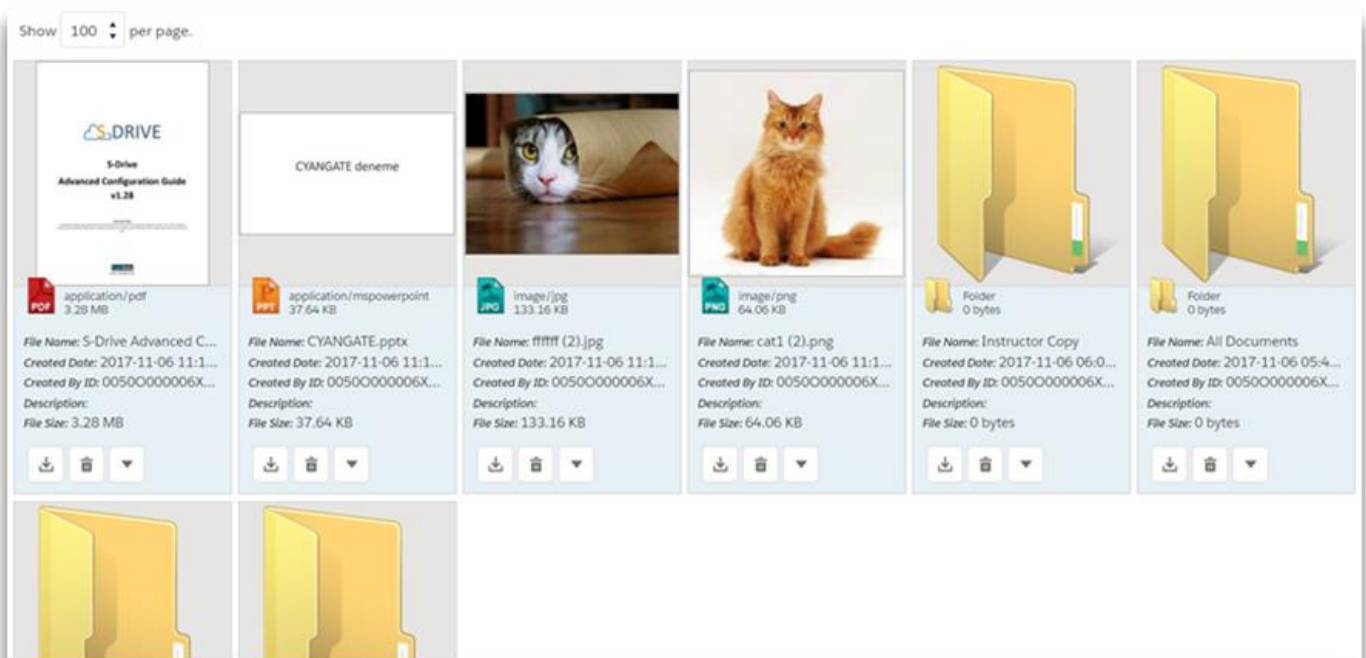 Show 100 per page.
S-DRIVE
S-Drive
Advanced Configuration Guide
v1.28
PDF
application/pdf
3.28 MB
File Name: S-Drive Advanced C...
Created Date: 2017-11-06 11:1...
Created By ID: 0050O000006X...
Description:
File Size: 3.28 MB
CYANGATE deneme
PPT
application/mspowerpoint
37.64 KB
File Name: CYANGATE.pptx
Created Date: 2017-11-06 11:1...
Created By ID: 0050O000006X...
Description:
File Size: 37.64 KB
JPG
image/jpg
133.16 KB
File Name: ffffff (2).jpg
Created Date: 2017-11-06 11:1...
Created By ID: 0050O000006X...
Description:
File Size: 133.16 KB
PNG
image/png
64.06 KB
File Name: cat1 (2).png
Created Date: 2017-11-06 11:1...
Created By ID: 0050O000006X...
Description:
File Size: 64.06 KB
Folder
0 bytes
File Name: Instructor Copy
Created Date: 2017-11-06 06:0...
Created By ID: 0050O000006X...
Description:
File Size: 0 bytes
Folder
0 bytes
File Name: All Documents
Created Date: 2017-11-06 05:4...
Created By ID: 0050O000006X...
Description:
File Size: 0 bytes